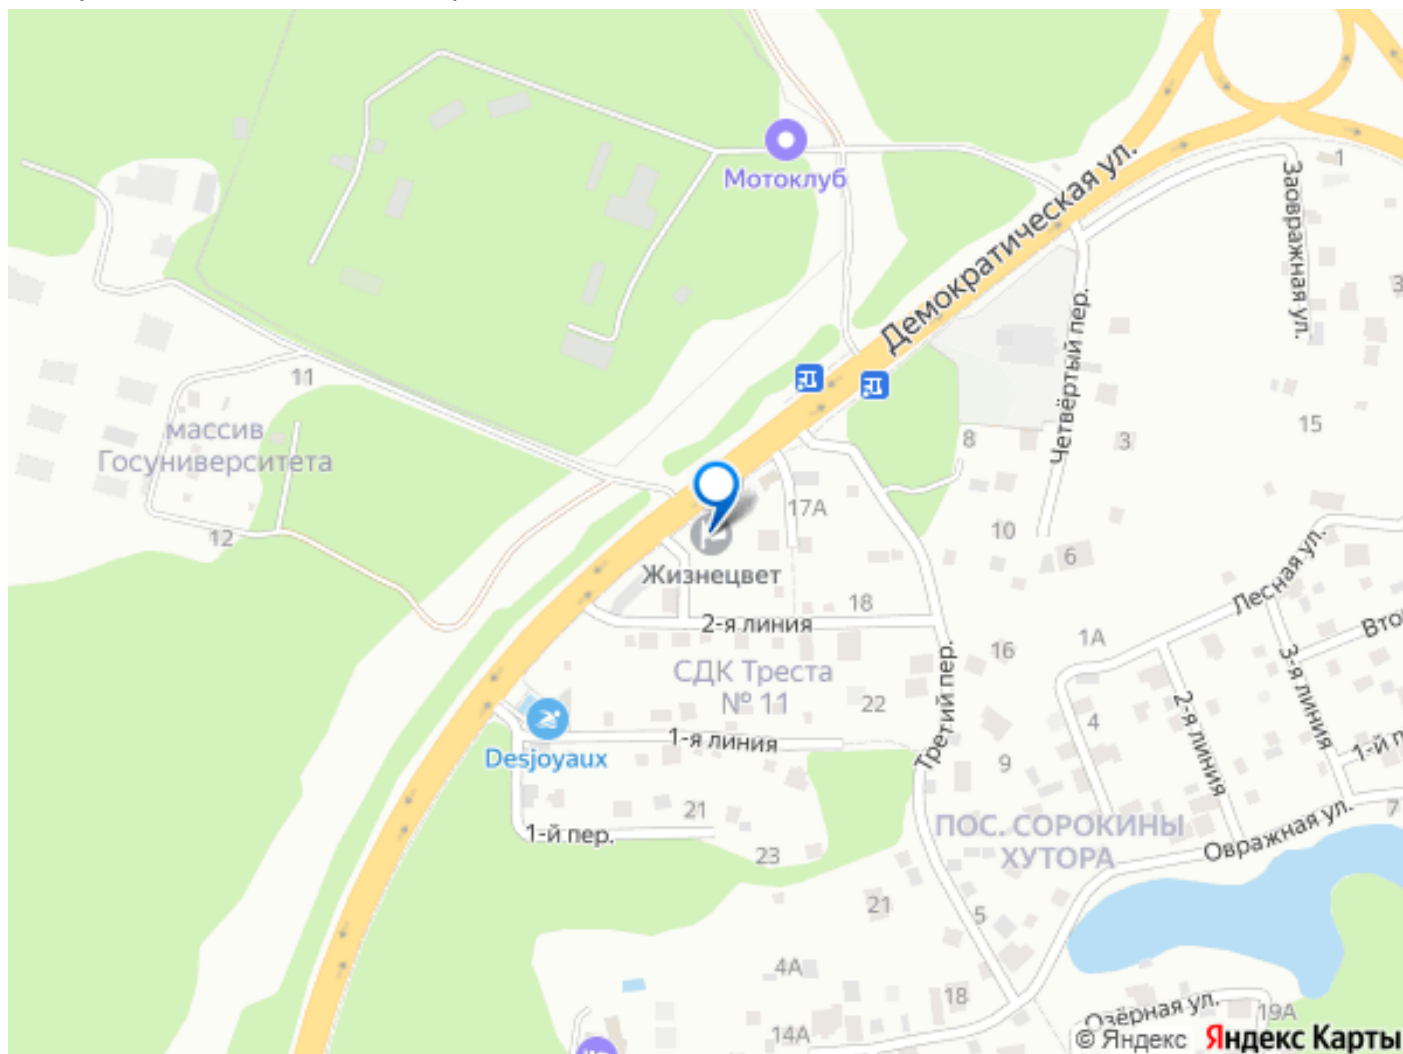 Демократическая ул.
Мотоклуб
1
Заовражная ул.
3
Четвёртый пер.
11
массив
Госуниверситета
12
15
8
3
17А
10
6
Жизнецвет
18
2-я линия
Лесная ул.
1А
16
3-я линия
СДК Треста
№ 11
22
Третий пер.
4
2-я линия
Desjoyaux
1-я линия
9
21
1-й пер.
23
ПОС. СОРОКИНЫ
ХУТОРА
Овражная ул.
7
21
5
4А
18
14А
Озёрная ул.
19А
© Яндекс Яндекс Карты